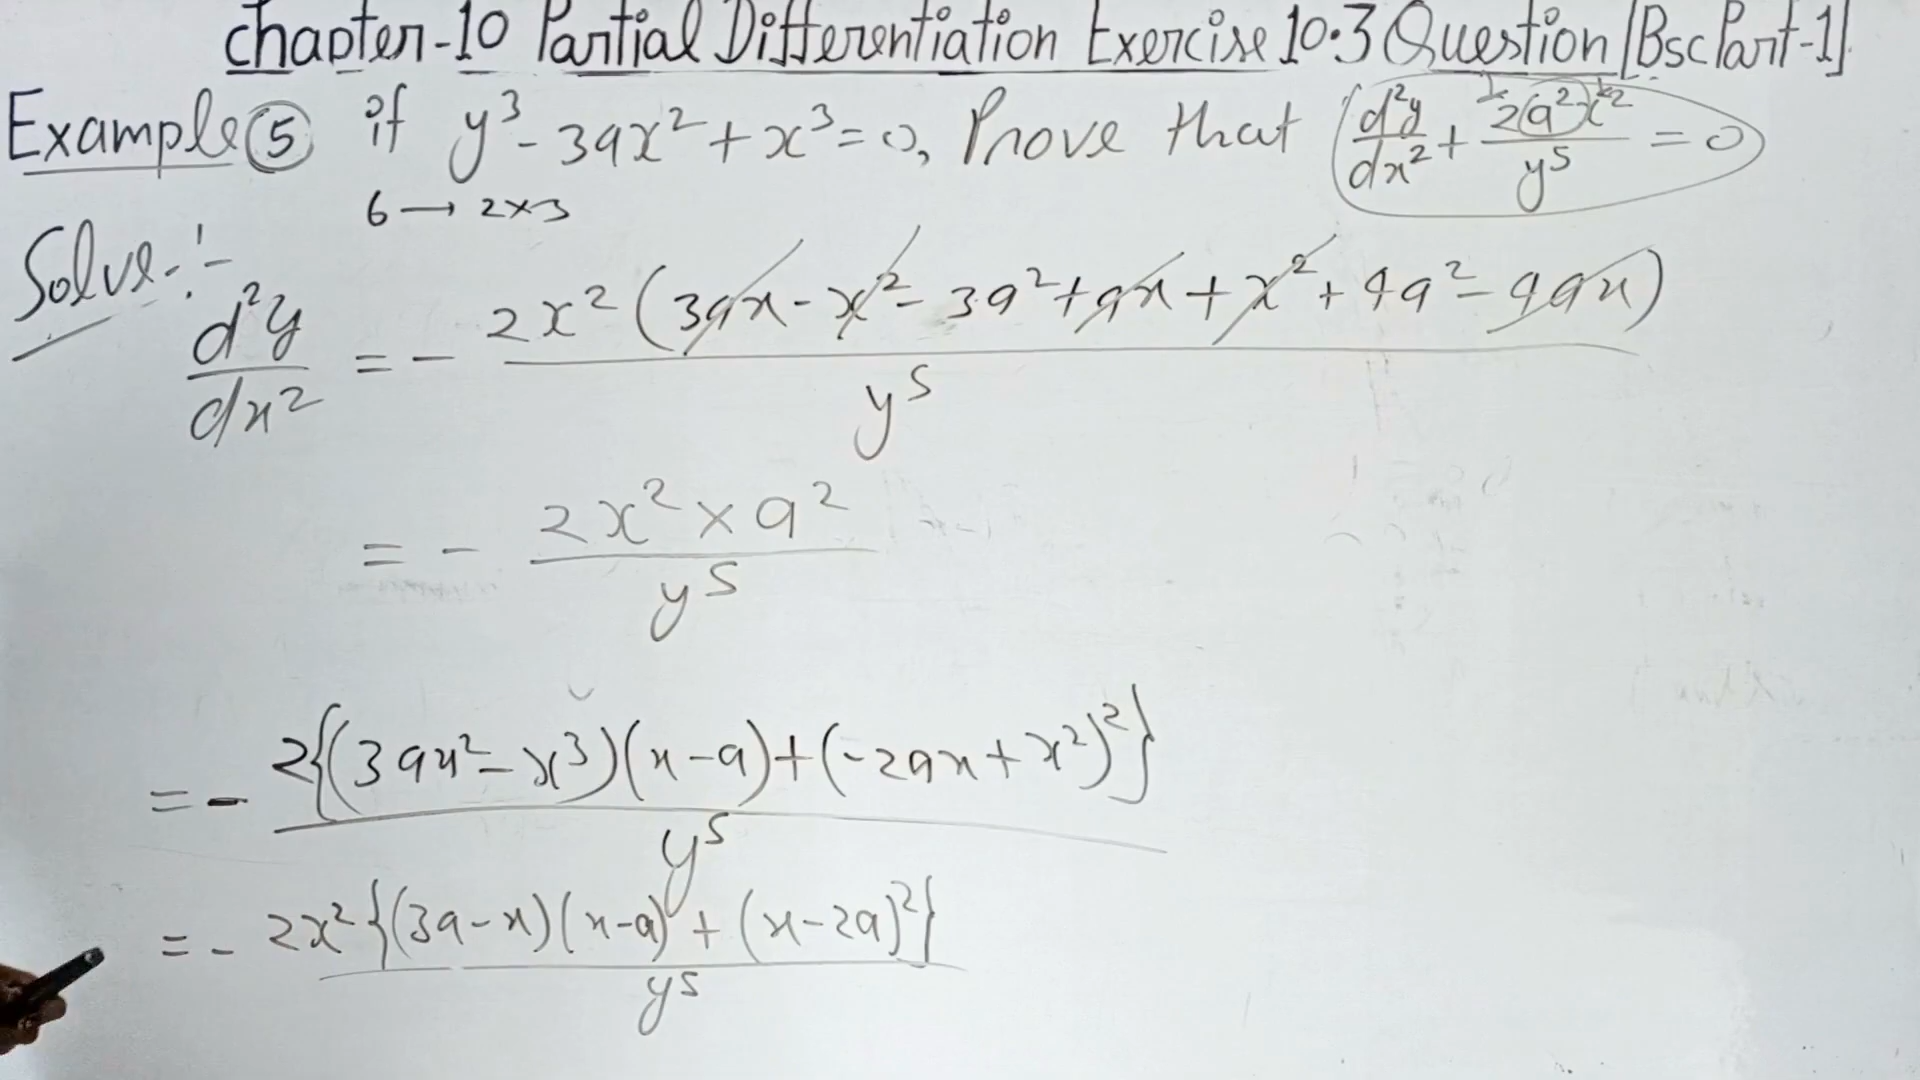 Chapter-10 Partial Differentiation Exercise 10.3 Question [Bsc Part-1]
Example 5 if y³ - 3ax² + x³ = 0, Prove that d²y/dx² + 2a²x²/y⁵ = 0
6 → 2×3
Solve:-
d²y/dx² = - 2x² (3ax - x² - 3a² + ax + x² + 4a² - 4ax) / y⁵
= - 2x² × a² / y⁵
= - 2{(3ax² - x³)(x-a) + (-2ax + x²)²} / y⁵
= - 2x² {(3a-x)(x-a) + (x-2a)²} / y⁵